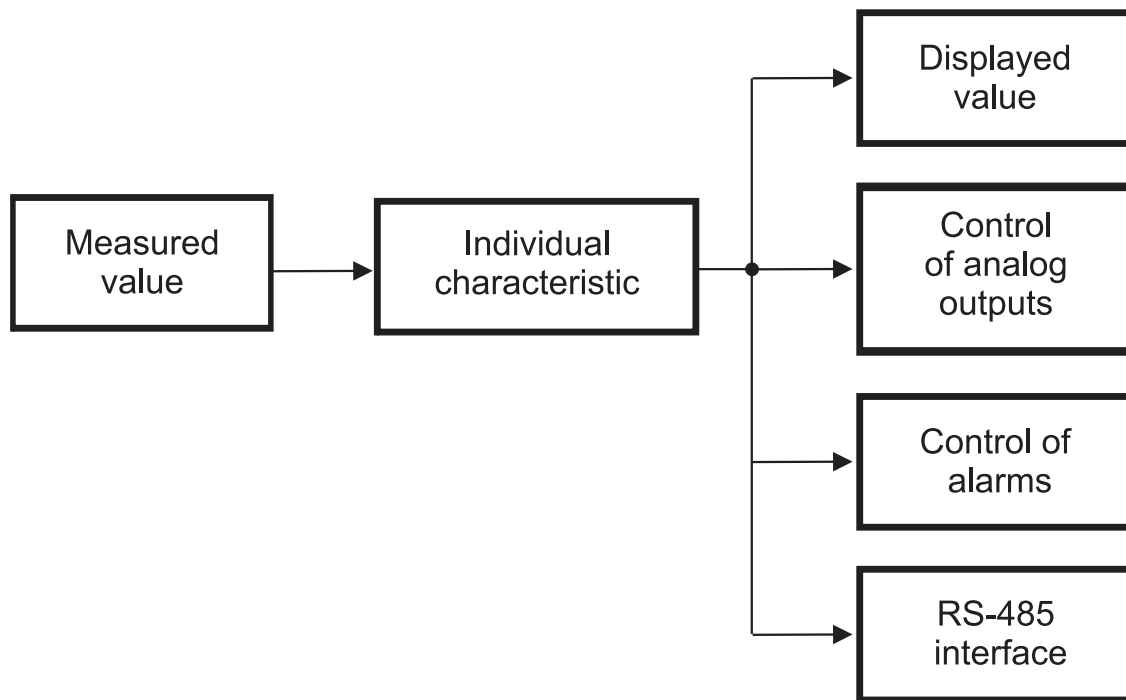 Measured
value
Individual
characteristic
Displayed
value
Control
of analog
outputs
Control of
alarms
RS-485
interface